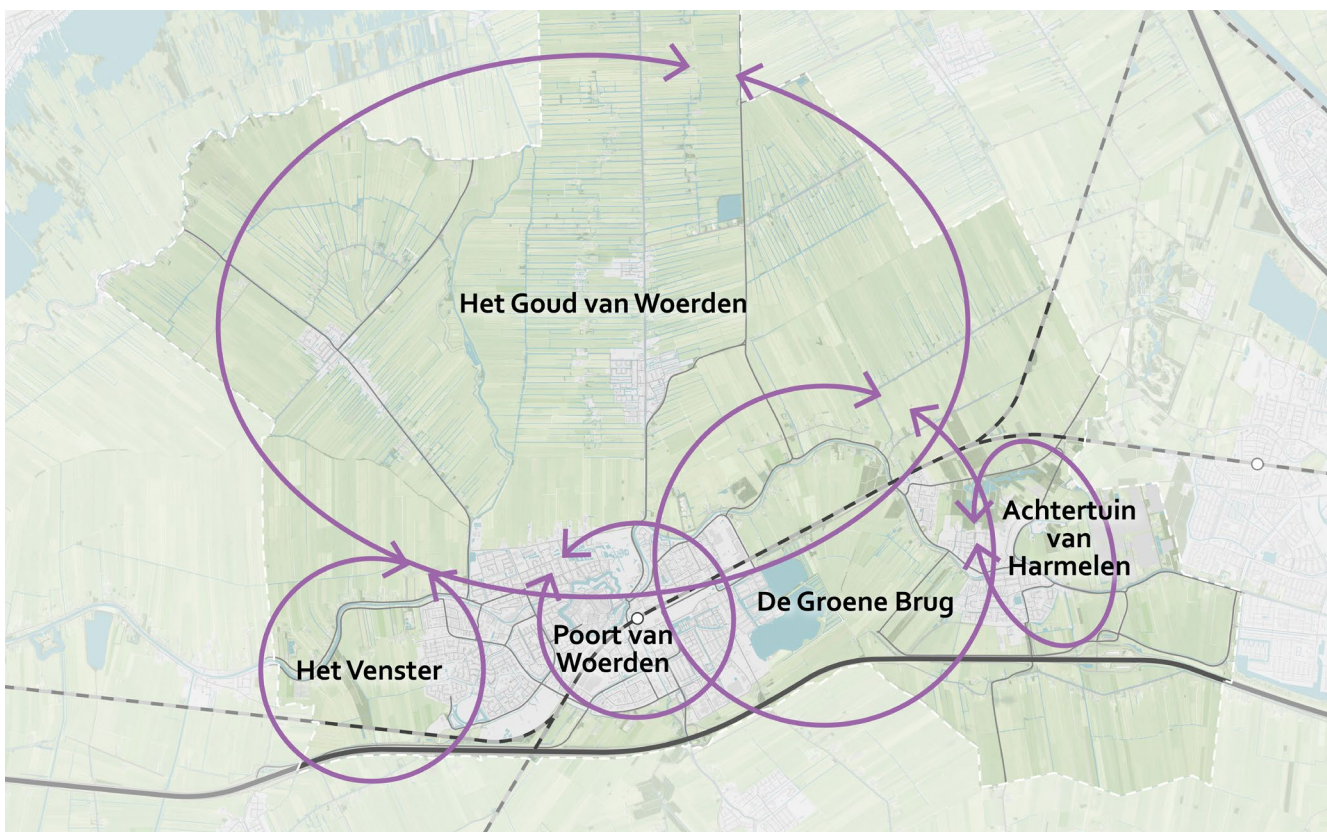 Het Goud van Woerden
Achtertuin
van
Harmelen
De Groene Brug
Poort van
Woerden
Het Venster